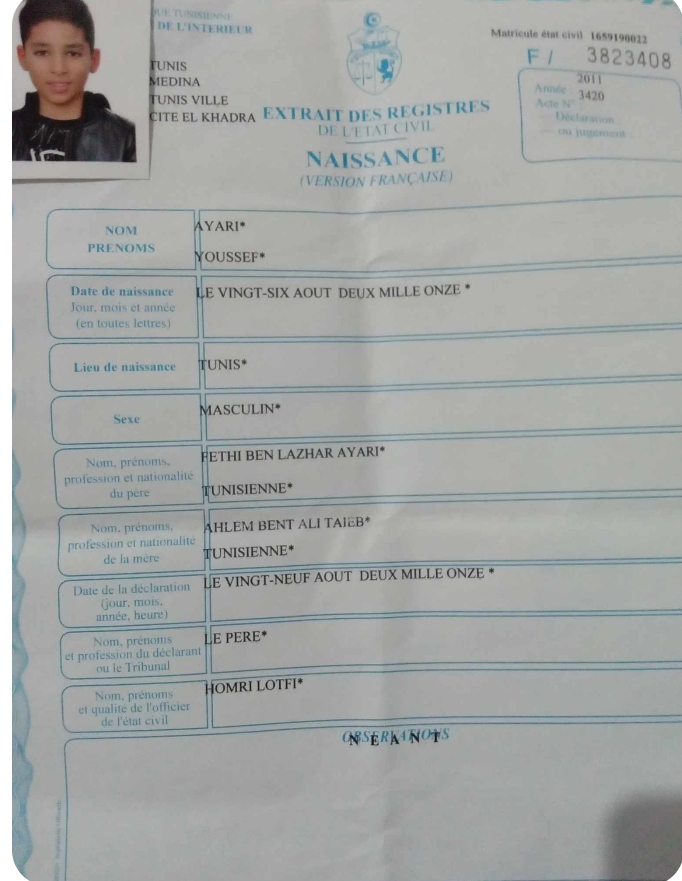 QUE TUNISIENNE
DE L'INTERIEUR
Matricule état civil 1659190022
F / 3823408
TUNIS
MEDINA
TUNIS VILLE
CITE EL KHADRA
Année : 2011
Acte N° 3420
Déclaration
ou jugement
EXTRAIT DES REGISTRES
DE L'ETAT CIVIL
NAISSANCE
(VERSION FRANÇAISE)
NOM
PRENOMS
AYARI*
YOUSSEF*
Date de naissance
Jour, mois et année
(en toutes lettres)
LE VINGT-SIX AOUT DEUX MILLE ONZE *
Lieu de naissance
TUNIS*
Sexe
MASCULIN*
Nom, prénoms,
profession et nationalité
du père
FETHI BEN LAZHAR AYARI*
TUNISIENNE*
Nom, prénoms,
profession et nationalité
de la mère
AHLEM BENT ALI TAIEB*
TUNISIENNE*
Date de la déclaration
(jour, mois,
année, heure)
LE VINGT-NEUF AOUT DEUX MILLE ONZE *
Nom, prénoms
et profession du déclarant
ou le Tribunal
LE PERE*
Nom, prénoms
et qualité de l'officier
de l'état civil
HOMRI LOTFI*
OBSERVATIONS
N E A N T